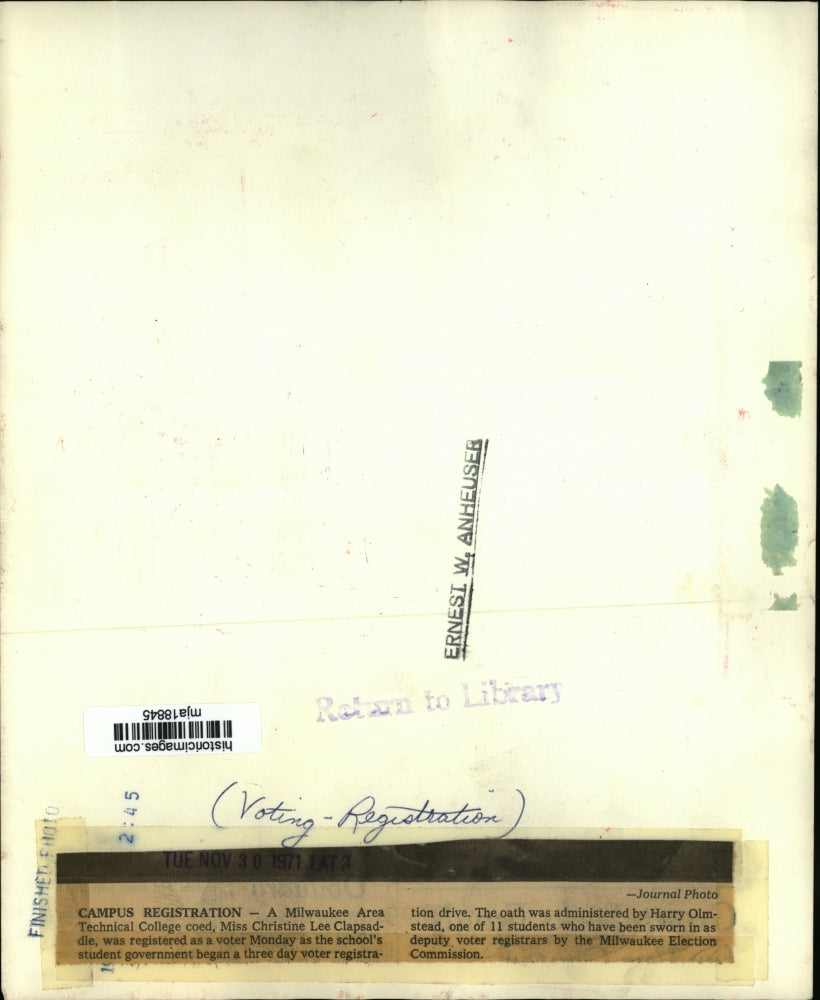 ERNEST W. ANHEUSER
Return to Library
mja18845
historicimages.com
(Voting-Registration)
FINISHED PHOTO
2:45
TUE NOV 30 1971 LAT 3
—Journal Photo
CAMPUS REGISTRATION — A Milwaukee Area
Technical College coed, Miss Christine Lee Clapsad-
dle, was registered as a voter Monday as the school's
student government began a three day voter registra-
tion drive. The oath was administered by Harry Olm-
stead, one of 11 students who have been sworn in as
deputy voter registrars by the Milwaukee Election
Commission.